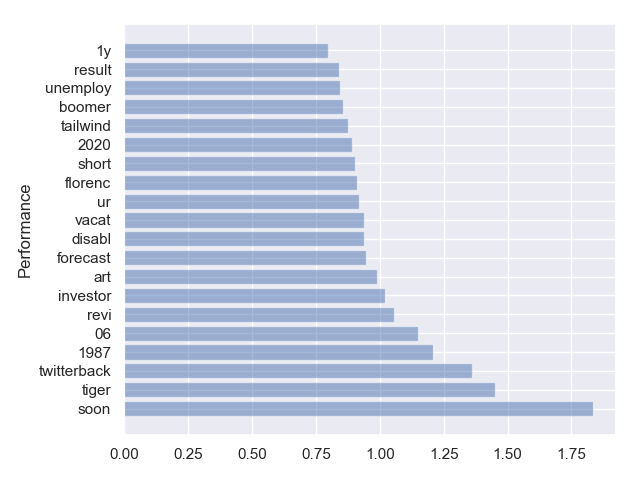 1y
result
unemploy
boomer
tailwind
2020
short
florenc
ur
vacat
disabl
forecast
art
investor
revi
06
1987
twitterback
tiger
soon
Performance
0.00 0.25 0.50 0.75 1.00 1.25 1.50 1.75